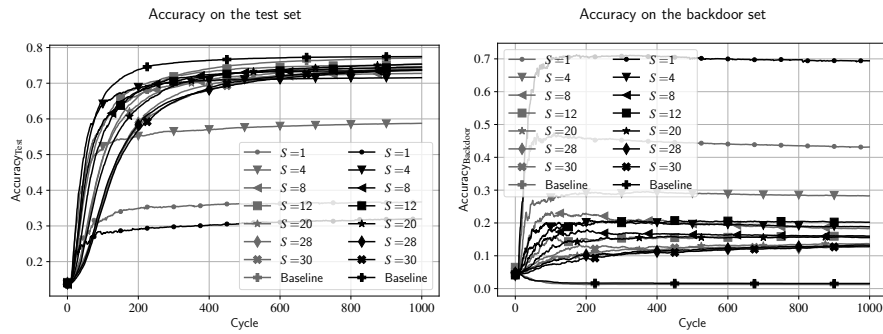 Accuracy on the test set
0.8
0.7
0.6
0.5
0.4
0.3
0.2
Accuracy_Test
0 200 400 600 800 1000
Cycle
S =1 S =1
S =4 S =4
S =8 S =8
S =12 S =12
S =20 S =20
S =28 S =28
S =30 S =30
Baseline Baseline
Accuracy on the backdoor set
0.7
0.6
0.5
0.4
0.3
0.2
0.1
0.0
Accuracy_Backdoor
0 200 400 600 800 1000
Cycle
S =1 S =1
S =4 S =4
S =8 S =8
S =12 S =12
S =20 S =20
S =28 S =28
S =30 S =30
Baseline Baseline